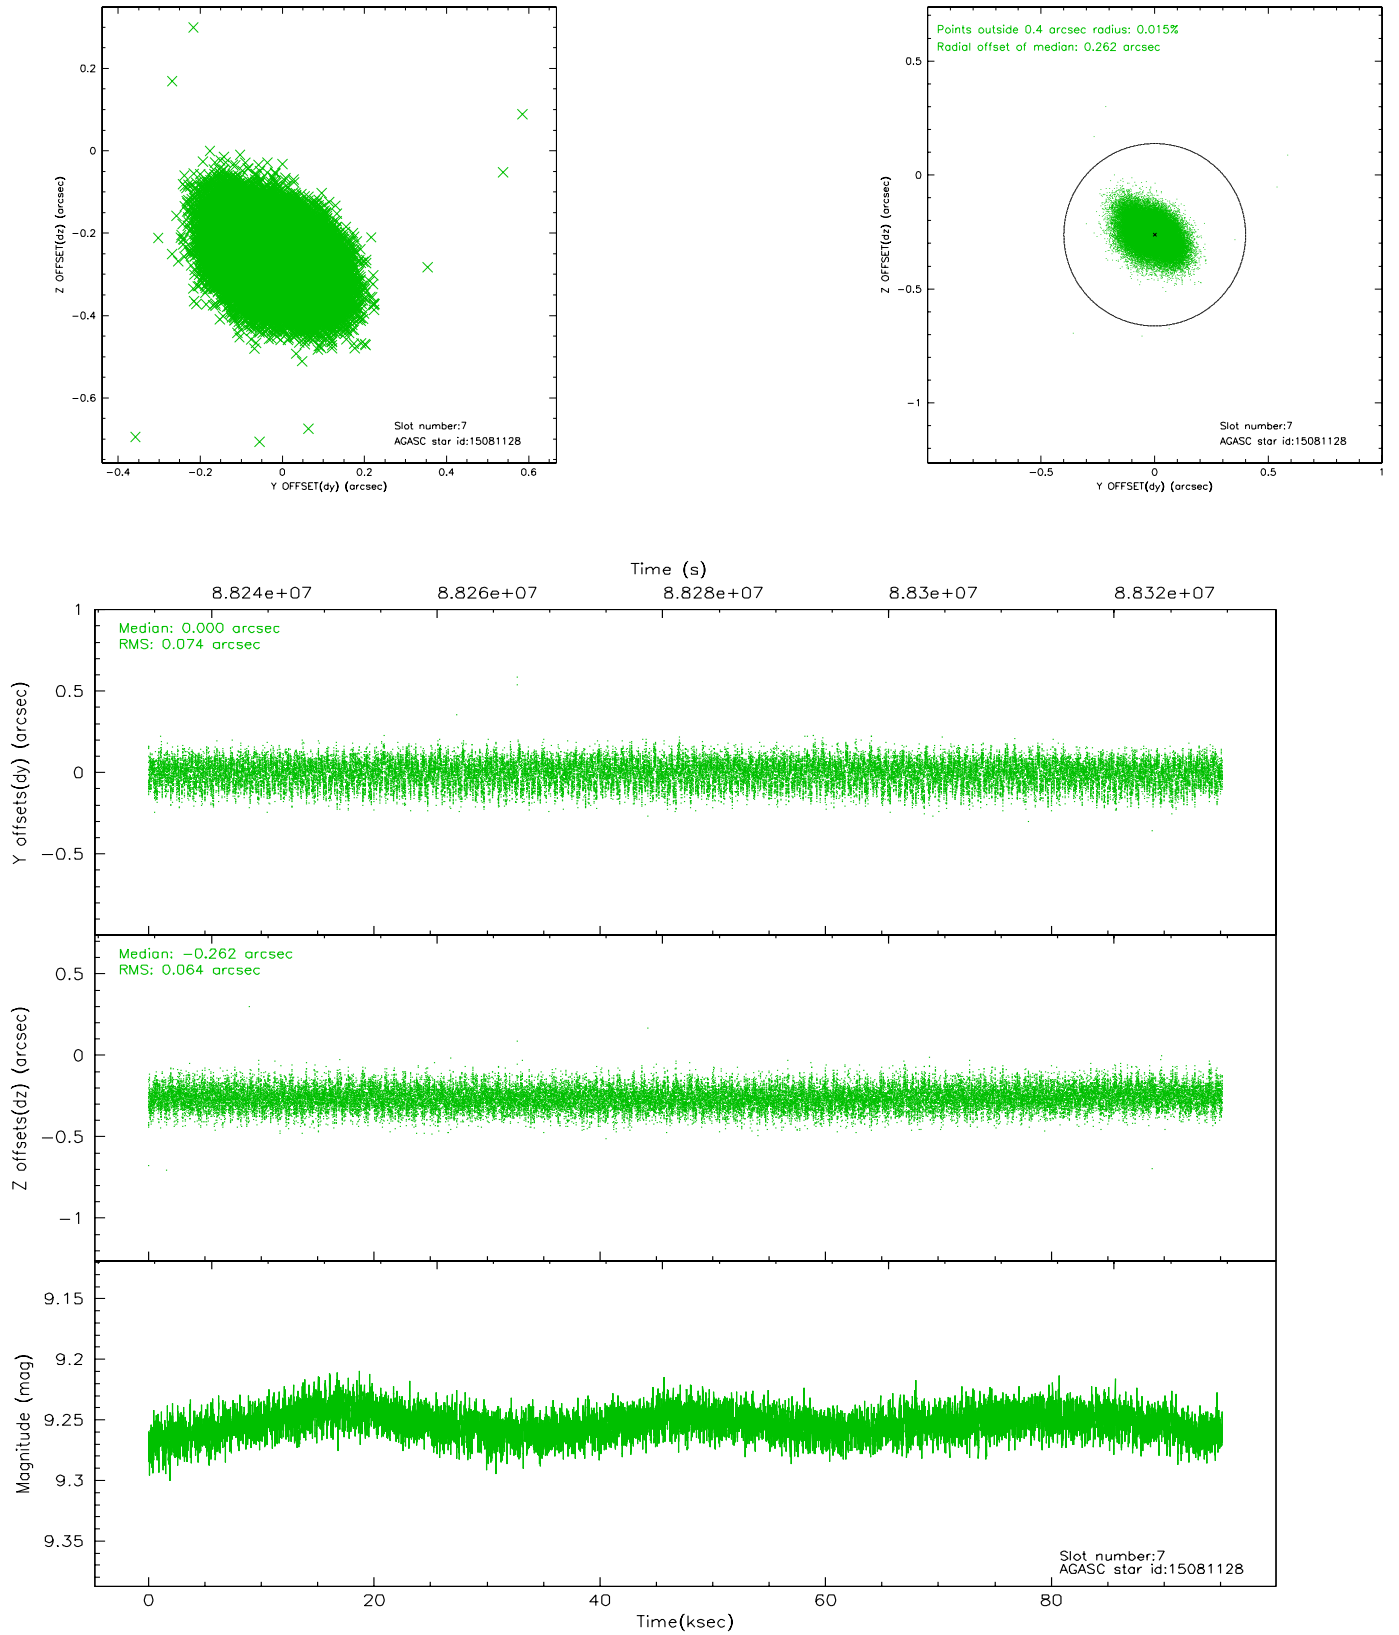 0.2
0
−0.2
−0.4
−0.6
Z OFFSET(dz) (arcsec)
Slot number:7
AGASC star id:15081128
−0.4 −0.2 0 0.2 0.4 0.6
Y OFFSET(dy) (arcsec)
Points outside 0.4 arcsec radius: 0.015%
Radial offset of median: 0.262 arcsec
0.5
0
−0.5
−1
Z OFFSET(dz) (arcsec)
Slot number:7
AGASC star id:15081128
−0.5 0 0.5 1
Y OFFSET(dy) (arcsec)
Time (s)
8.824e+07 8.826e+07 8.828e+07 8.83e+07 8.832e+07
Median: 0.000 arcsec
RMS: 0.074 arcsec
1
0.5
0
−0.5
Y offsets(dy) (arcsec)
Median: −0.262 arcsec
RMS: 0.064 arcsec
0.5
0
−0.5
−1
Z offsets(dz) (arcsec)
9.15
9.2
9.25
9.3
9.35
Magnitude (mag)
Slot number:7
AGASC star id:15081128
0 20 40 60 80
Time(ksec)